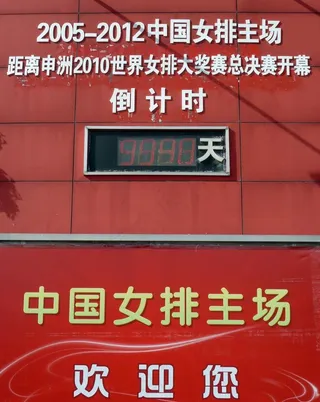 2005-2012中国女排主场
距离申洲2010世界女排大奖赛总决赛开幕
倒计时
天
中国女排主场
欢迎您